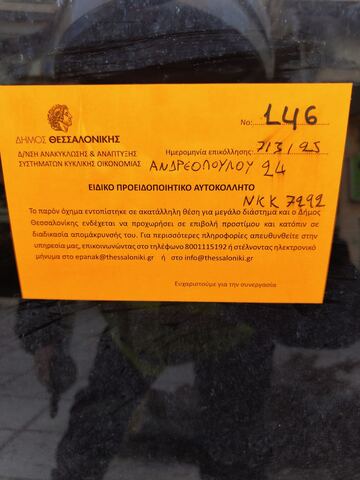 Νο: 146
ΔΗΜΟΣ ΘΕΣΣΑΛΟΝΙΚΗΣ
Δ/ΝΣΗ ΑΝΑΚΥΚΛΩΣΗΣ & ΑΝΑΠΤΥΞΗΣ
ΣΥΣΤΗΜΑΤΩΝ ΚΥΚΛΙΚΗΣ ΟΙΚΟΝΟΜΙΑΣ
Ημερομηνία επικόλλησης: 7/3/25
ΑΝΔΡΕΟΠΟΥΛΟΥ 24
ΕΙΔΙΚΟ ΠΡΟΕΙΔΟΠΟΙΗΤΙΚΟ ΑΥΤΟΚΟΛΛΗΤΟ
ΝΚΚ 7292
Το παρόν όχημα εντοπίστηκε σε ακατάλληλη θέση για μεγάλο διάστημα και ο Δήμος
Θεσσαλονίκης ενδέχεται να προχωρήσει σε επιβολή προστίμου και κατόπιν σε
διαδικασία απομάκρυνσής του. Για περισσότερες πληροφορίες απευθυνθείτε στην
υπηρεσία μας, επικοινωνώντας στο τηλέφωνο 8001115192 ή στέλνοντας ηλεκτρονικό
μήνυμα στο epanak@thessaloniki.gr ή στο info@thessaloniki.gr
Ευχαριστούμε για την συνεργασία